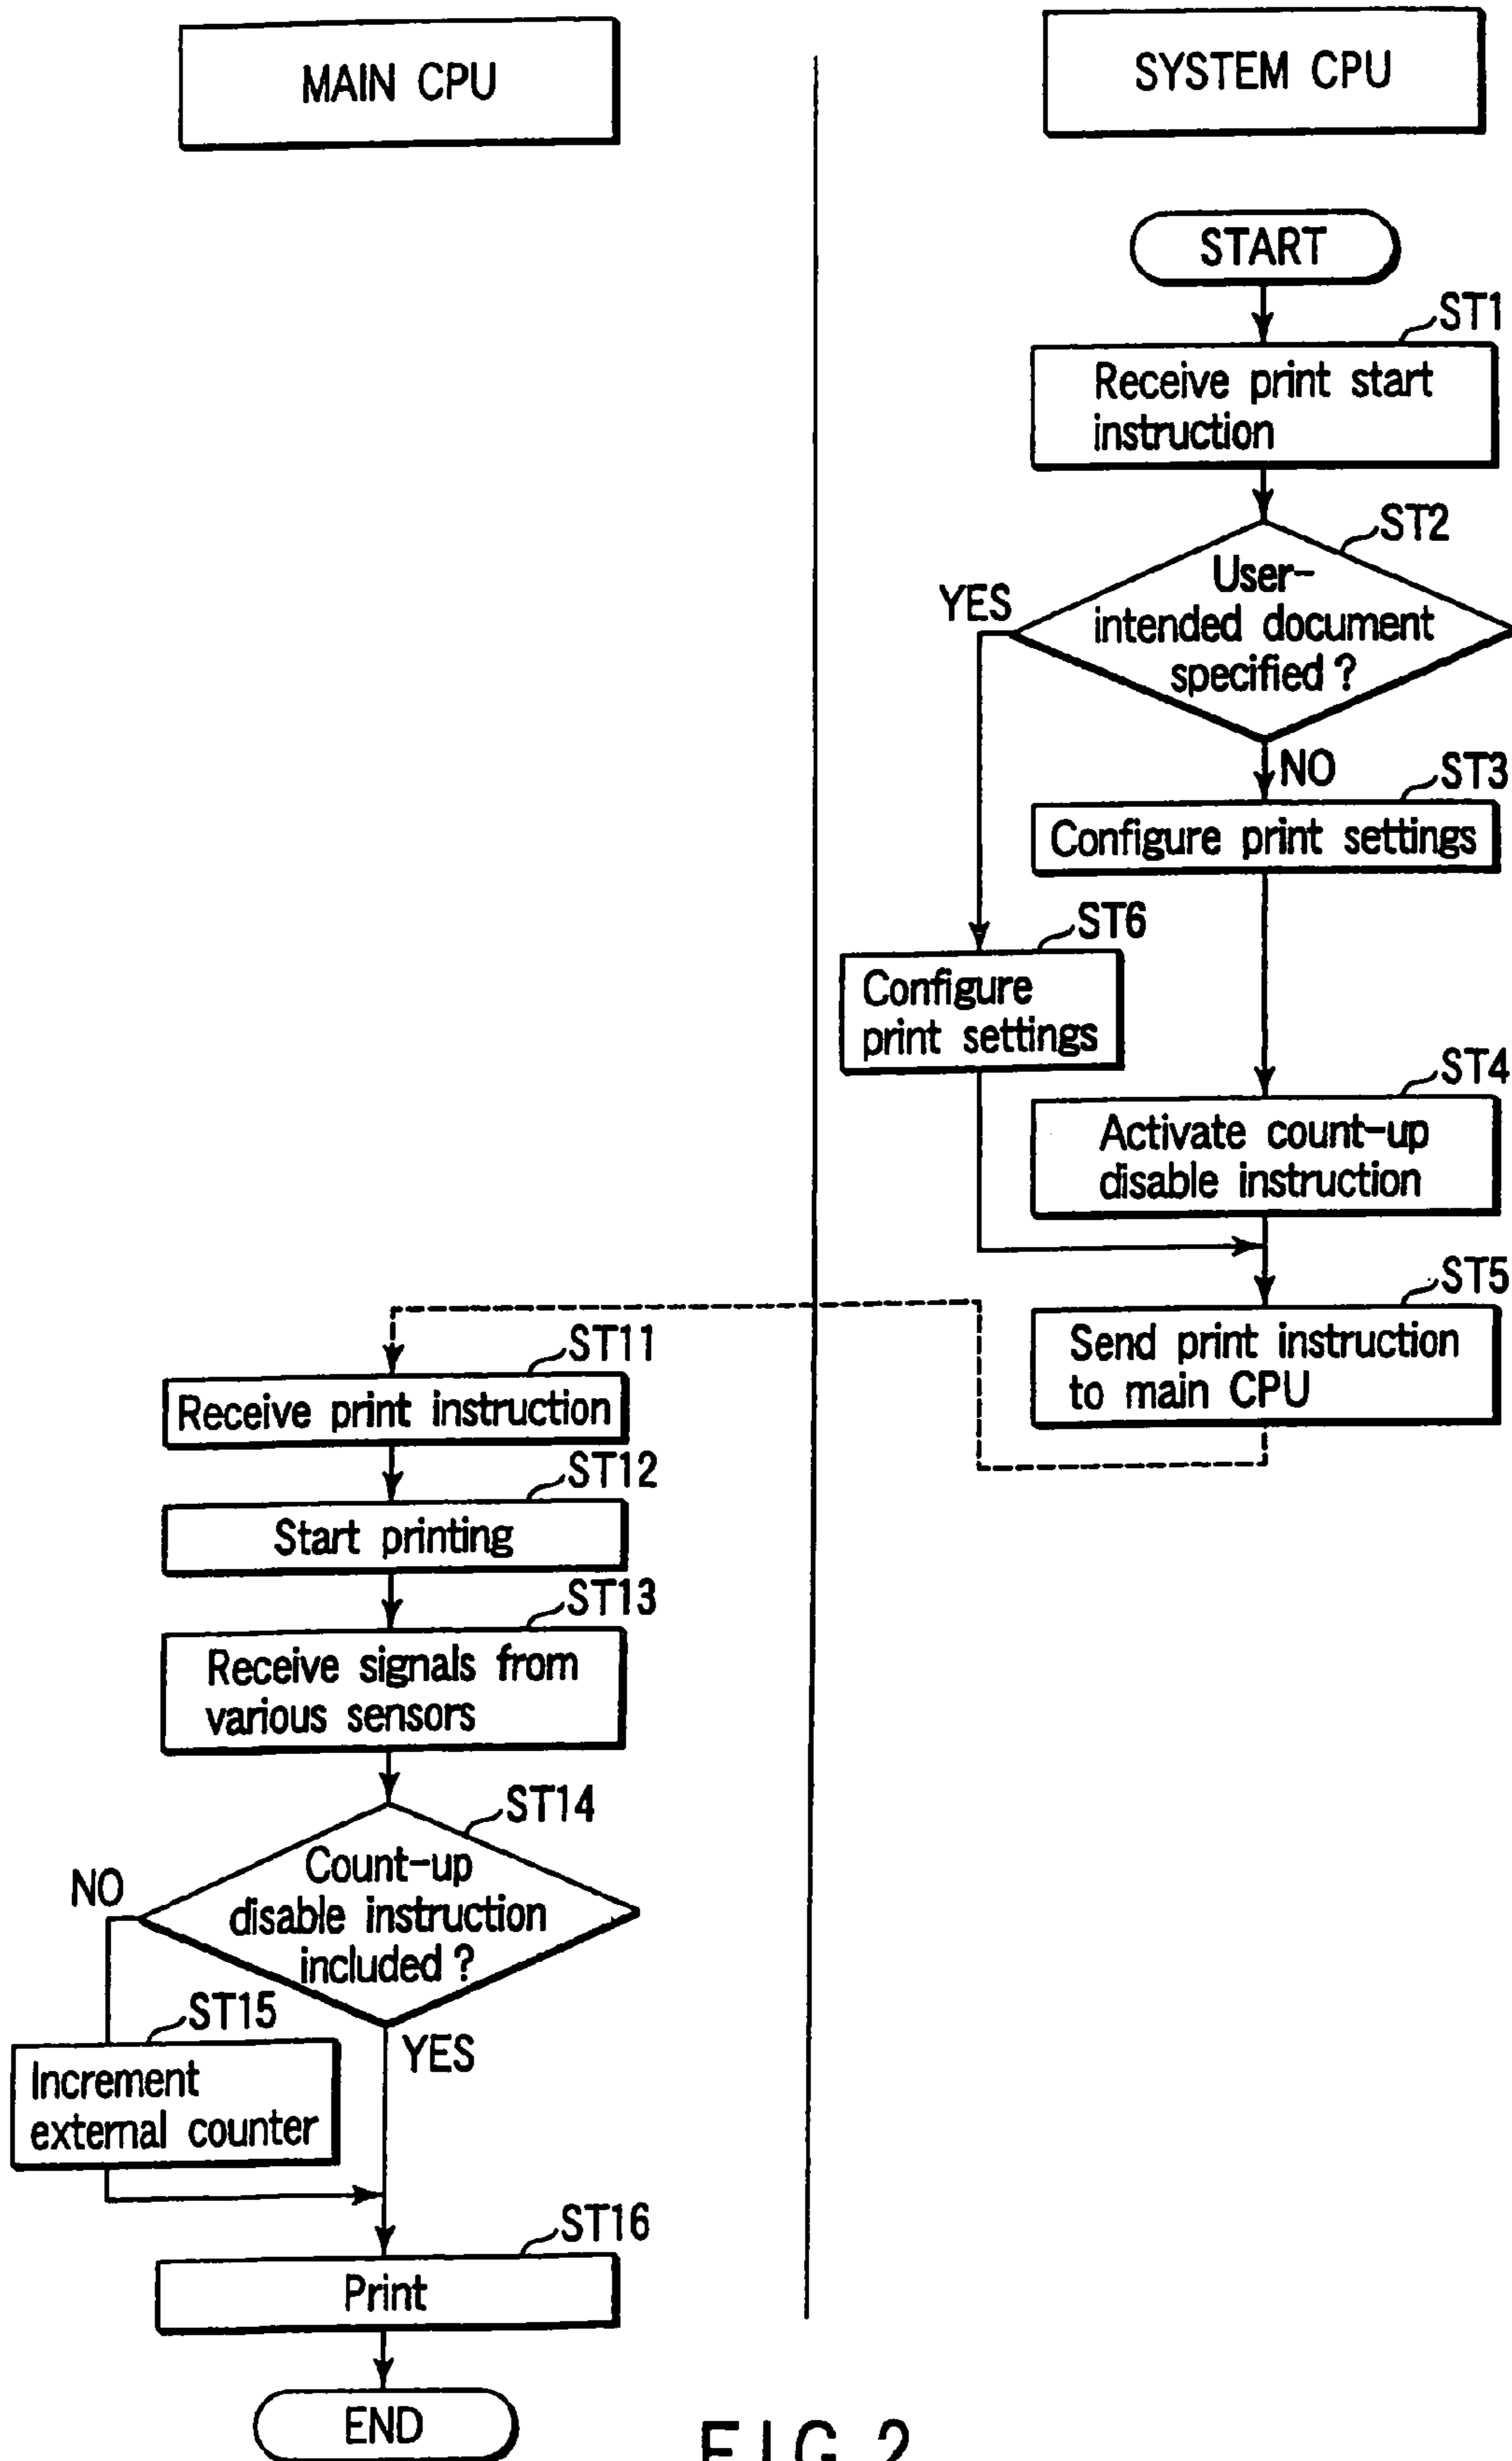 MAIN CPU
SYSTEM CPU
START
ST1
Receive print start
instruction
ST2
User-
intended document
specified?
YES
NO
ST3
Configure print settings
ST6
Configure
print settings
ST4
Activate count-up
disable instruction
ST5
Send print instruction
to main CPU
ST11
Receive print instruction
ST12
Start printing
ST13
Receive signals from
various sensors
ST14
Count-up
disable instruction
included?
NO
YES
ST15
Increment
external counter
ST16
Print
END
FIG. 2